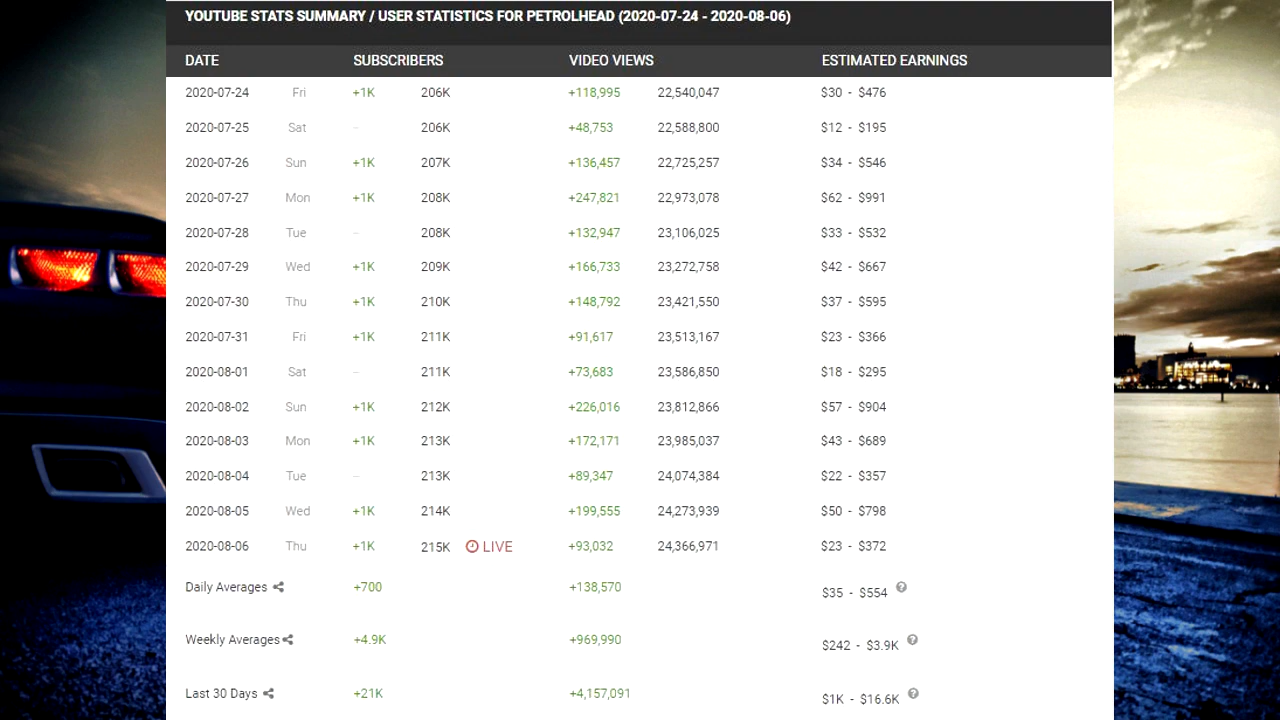 YOUTUBE STATS SUMMARY / USER STATISTICS FOR PETROLHEAD (2020-07-24 - 2020-08-06)
DATE SUBSCRIBERS VIDEO VIEWS ESTIMATED EARNINGS
2020-07-24 Fri +1K 206K +118,995 22,540,047 $30 - $476
2020-07-25 Sat -- 206K +48,753 22,588,800 $12 - $195
2020-07-26 Sun +1K 207K +136,457 22,725,257 $34 - $546
2020-07-27 Mon +1K 208K +247,821 22,973,078 $62 - $991
2020-07-28 Tue -- 208K +132,947 23,106,025 $33 - $532
2020-07-29 Wed +1K 209K +166,733 23,272,758 $42 - $667
2020-07-30 Thu +1K 210K +148,792 23,421,550 $37 - $595
2020-07-31 Fri +1K 211K +91,617 23,513,167 $23 - $366
2020-08-01 Sat -- 211K +73,683 23,586,850 $18 - $295
2020-08-02 Sun +1K 212K +226,016 23,812,866 $57 - $904
2020-08-03 Mon +1K 213K +172,171 23,985,037 $43 - $689
2020-08-04 Tue -- 213K +89,347 24,074,384 $22 - $357
2020-08-05 Wed +1K 214K +199,555 24,273,939 $50 - $798
2020-08-06 Thu +1K 215K LIVE +93,032 24,366,971 $23 - $372
Daily Averages +700 +138,570 $35 - $554 ?
Weekly Averages +4.9K +969,990 $242 - $3.9K ?
Last 30 Days +21K +4,157,091 $1K - $16.6K ?